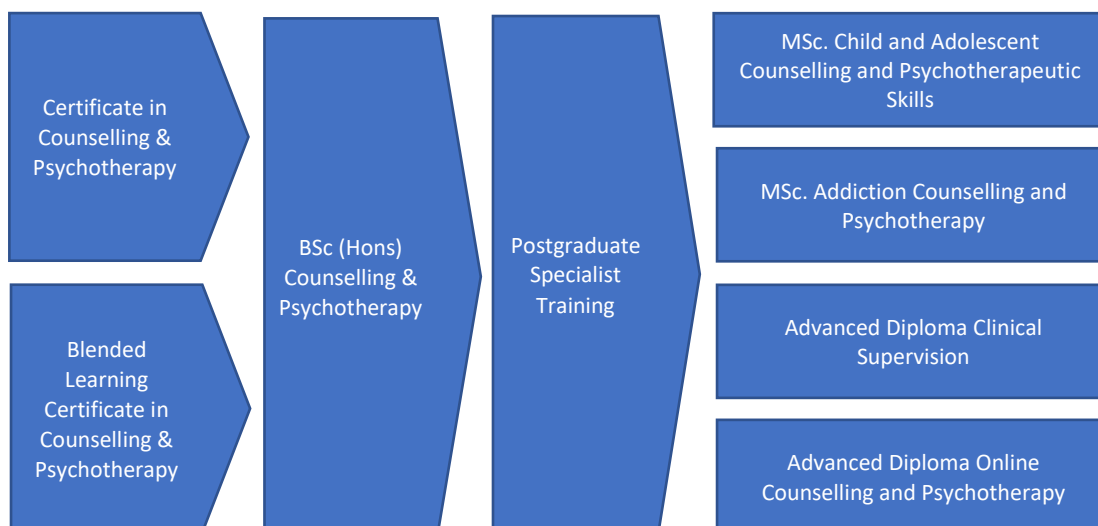 Certificate in
Counselling &
Psychotherapy
Blended
Learning
Certificate in
Counselling &
Psychotherapy
BSc (Hons)
Counselling &
Psychotherapy
Postgraduate
Specialist
Training
MSc. Child and Adolescent
Counselling and Psychotherapeutic
Skills
MSc. Addiction Counselling and
Psychotherapy
Advanced Diploma Clinical
Supervision
Advanced Diploma Online
Counselling and Psychotherapy